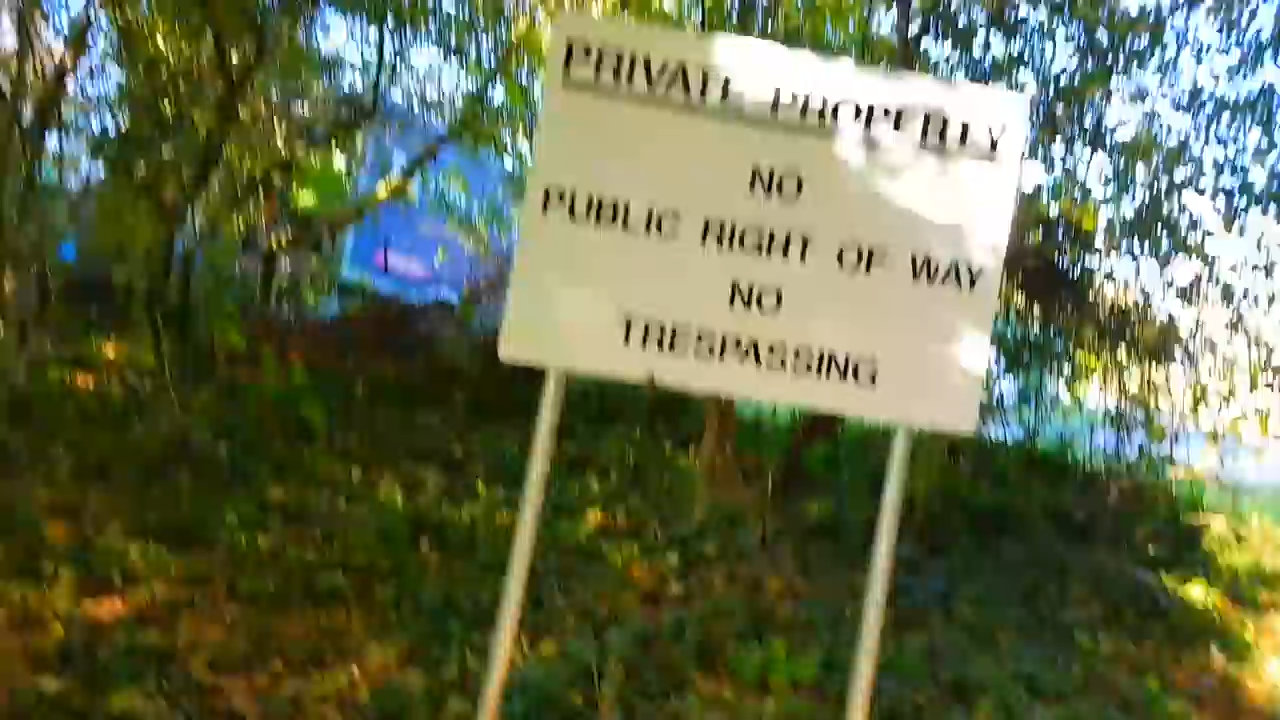 PRIVATE PROPERTY
NO
PUBLIC RIGHT OF WAY
NO
TRESPASSING